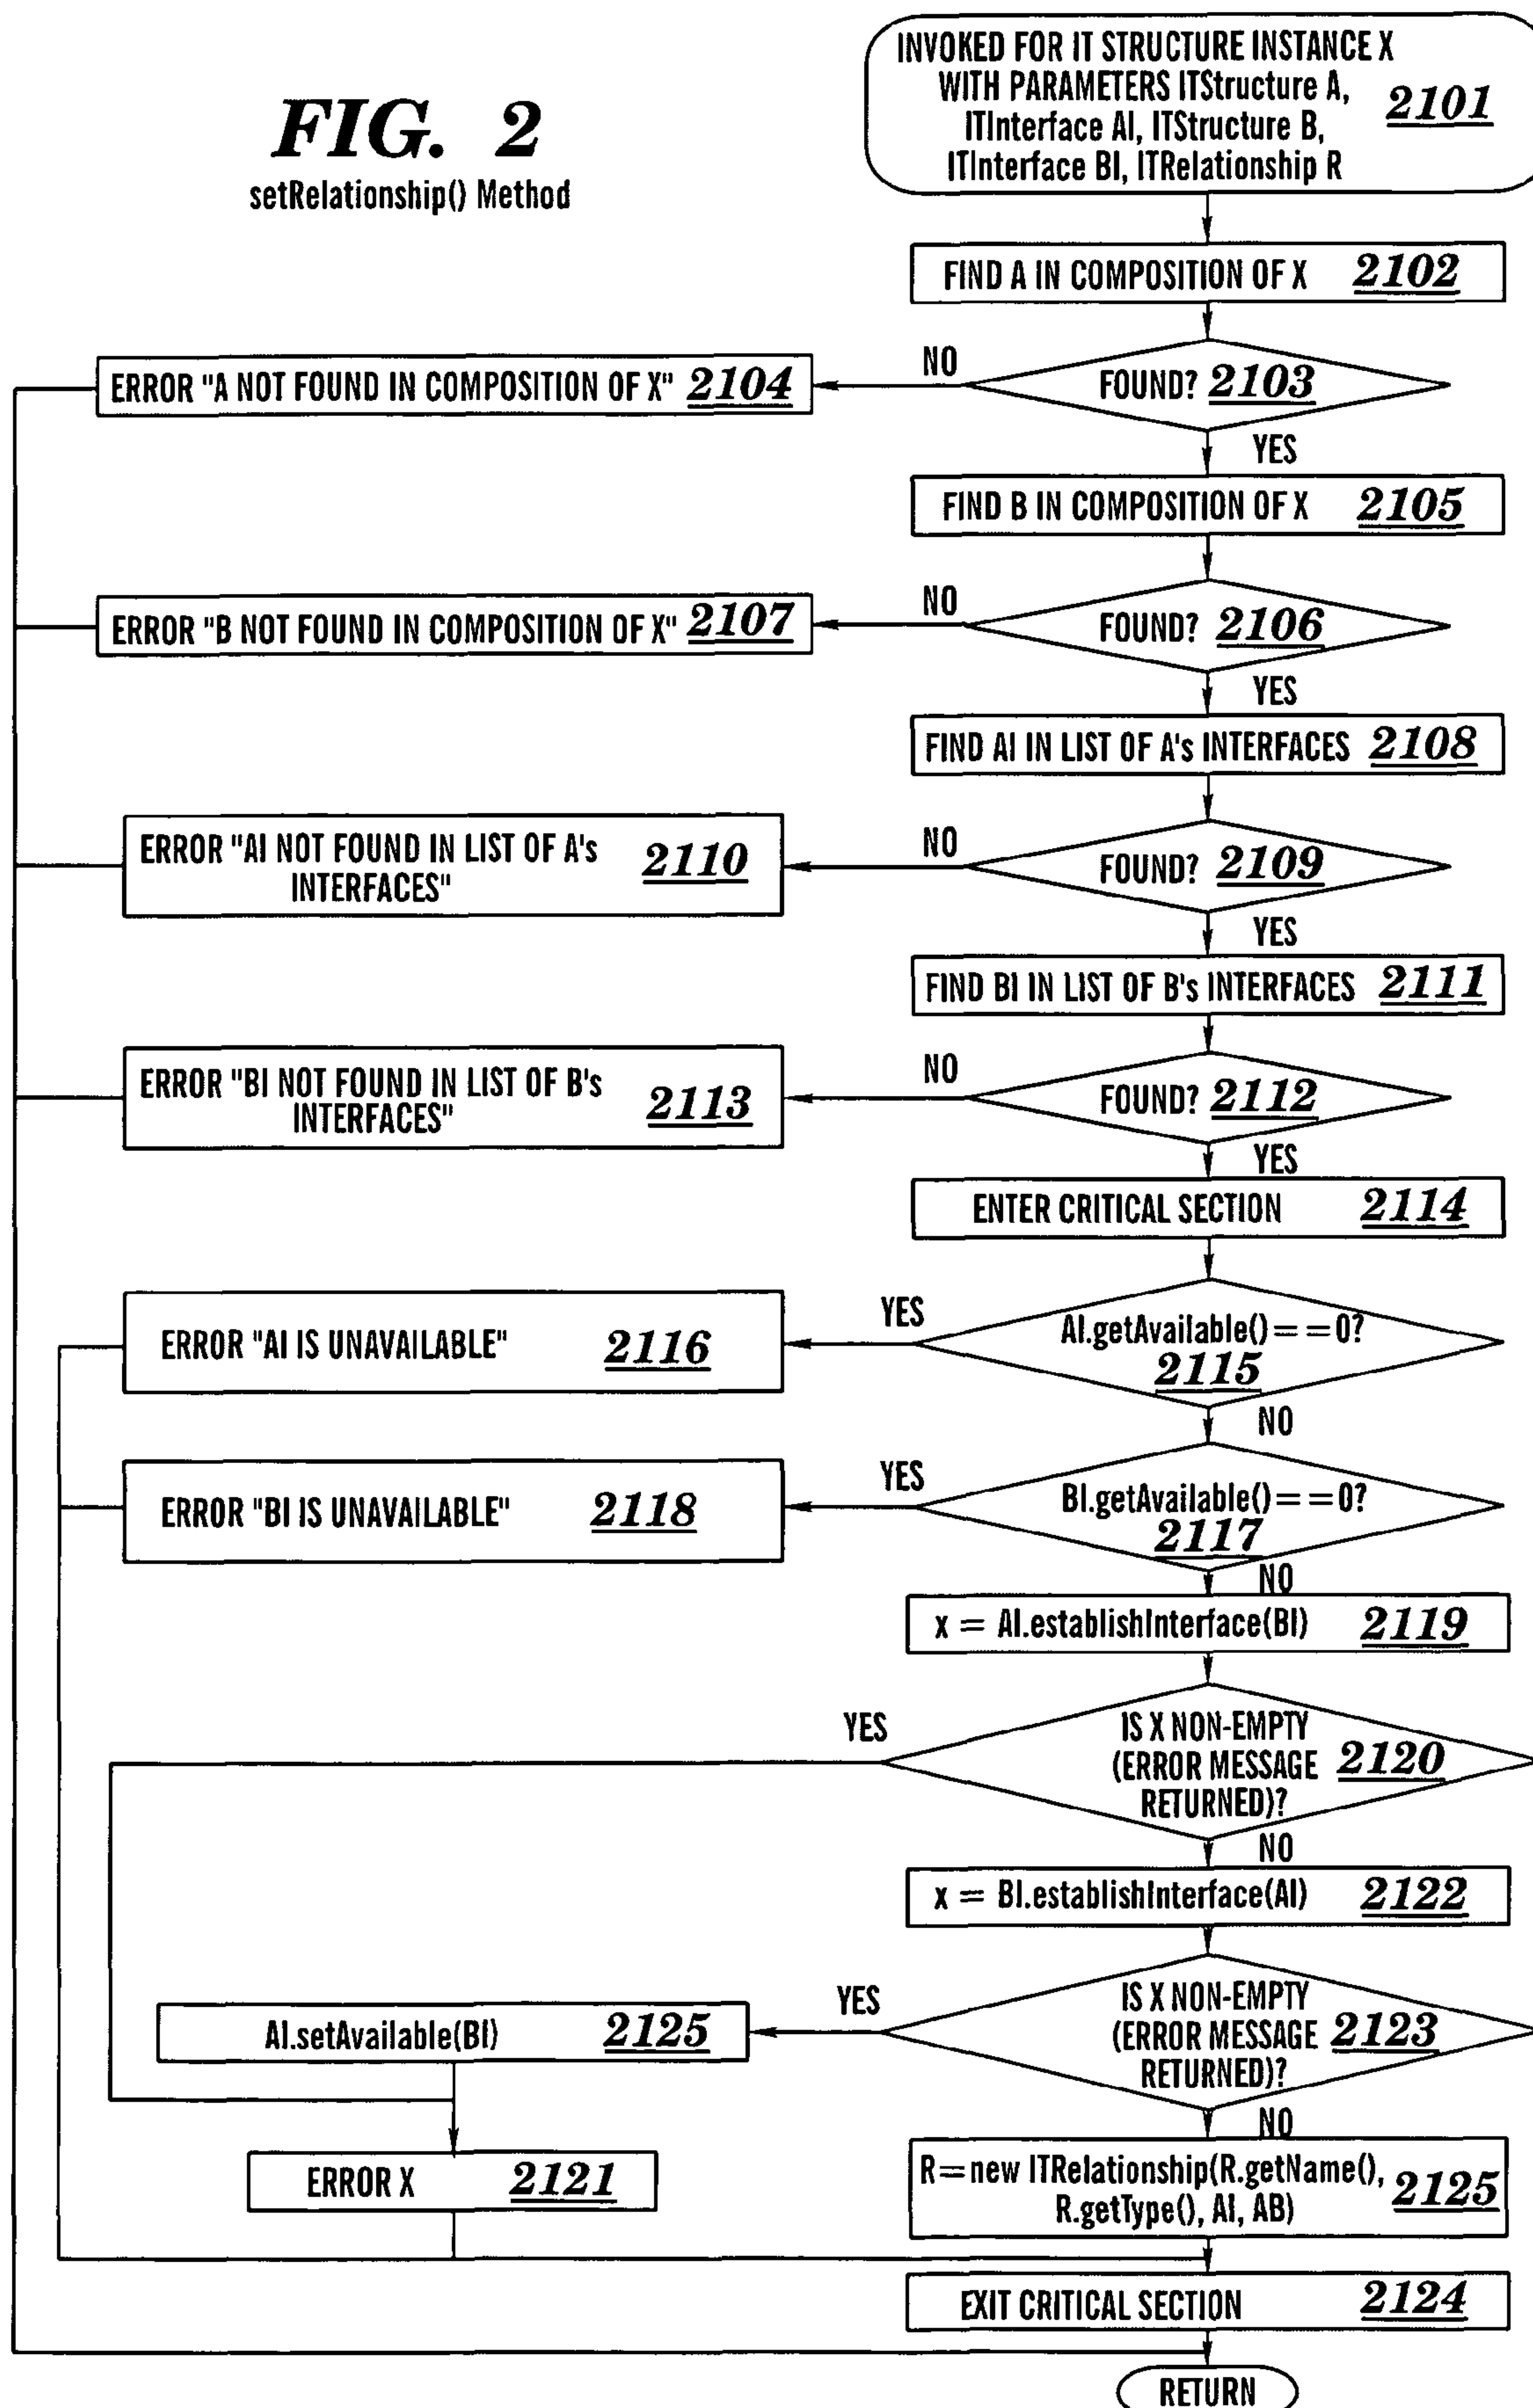 FIG. 2
setRelationship() Method
INVOKED FOR IT STRUCTURE INSTANCE X
WITH PARAMETERS ITStructure A,
ITInterface AI, ITStructure B,
ITInterface BI, ITRelationship R
2101
FIND A IN COMPOSITION OF X 2102
FOUND? 2103
NO
ERROR "A NOT FOUND IN COMPOSITION OF X" 2104
YES
FIND B IN COMPOSITION OF X 2105
FOUND? 2106
NO
ERROR "B NOT FOUND IN COMPOSITION OF X" 2107
YES
FIND AI IN LIST OF A's INTERFACES 2108
FOUND? 2109
NO
ERROR "AI NOT FOUND IN LIST OF A's
INTERFACES"
2110
YES
FIND BI IN LIST OF B's INTERFACES 2111
FOUND? 2112
NO
ERROR "BI NOT FOUND IN LIST OF B's
INTERFACES"
2113
YES
ENTER CRITICAL SECTION 2114
AI.getAvailable()==0?
2115
YES
ERROR "AI IS UNAVAILABLE" 2116
NO
BI.getAvailable()==0?
2117
YES
ERROR "BI IS UNAVAILABLE" 2118
NO
x = AI.establishInterface(BI) 2119
IS X NON-EMPTY
(ERROR MESSAGE 2120
RETURNED)?
YES
NO
x = BI.establishInterface(AI) 2122
IS X NON-EMPTY
(ERROR MESSAGE 2123
RETURNED)?
YES
AI.setAvailable(BI) 2125
ERROR X 2121
NO
R=new ITRelationship(R.getName(),
R.getType(), AI, AB)
2125
EXIT CRITICAL SECTION 2124
RETURN